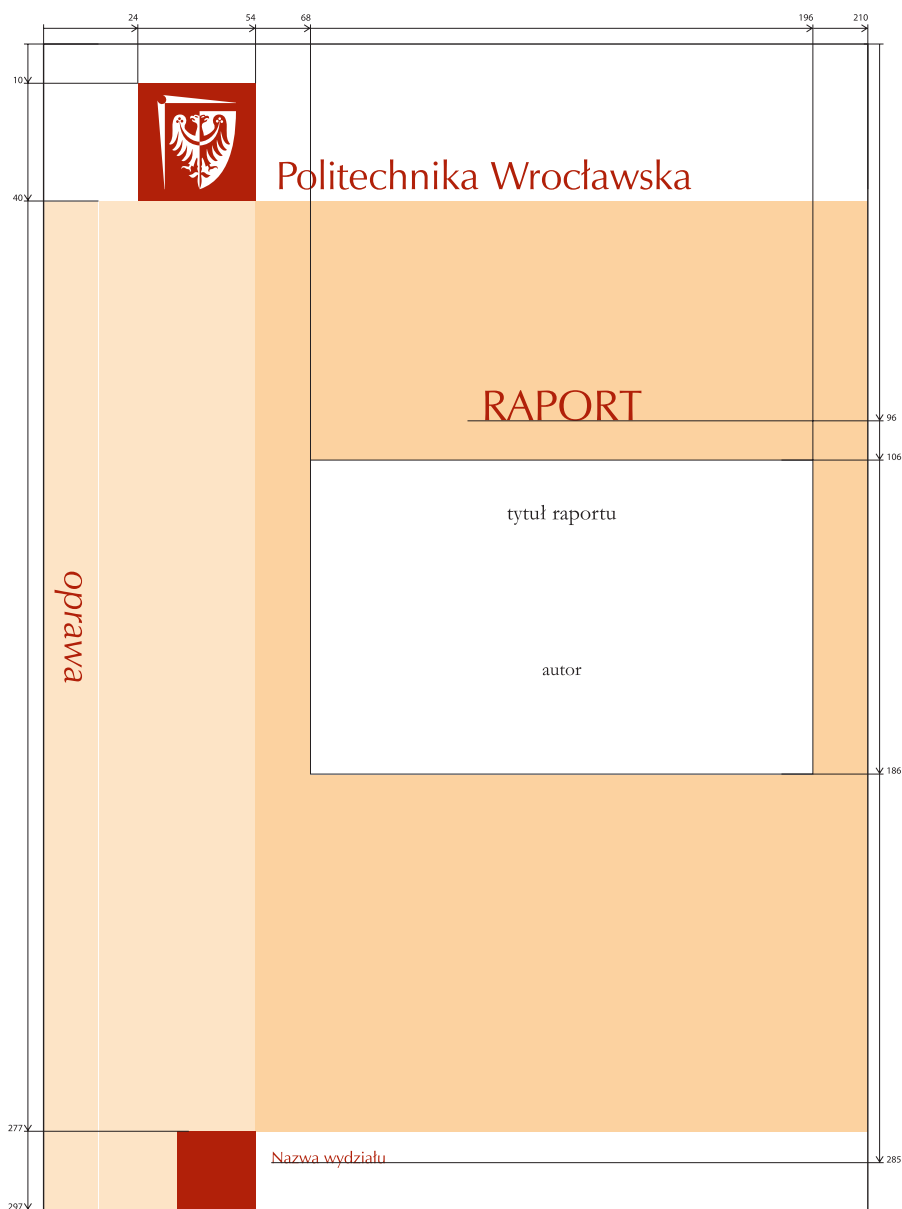 24 54 68 196 210
10
Politechnika Wrocławska
40
RAPORT
96
106
tytuł raportu
oprawa
autor
186
277
Nazwa wydziału
285
297